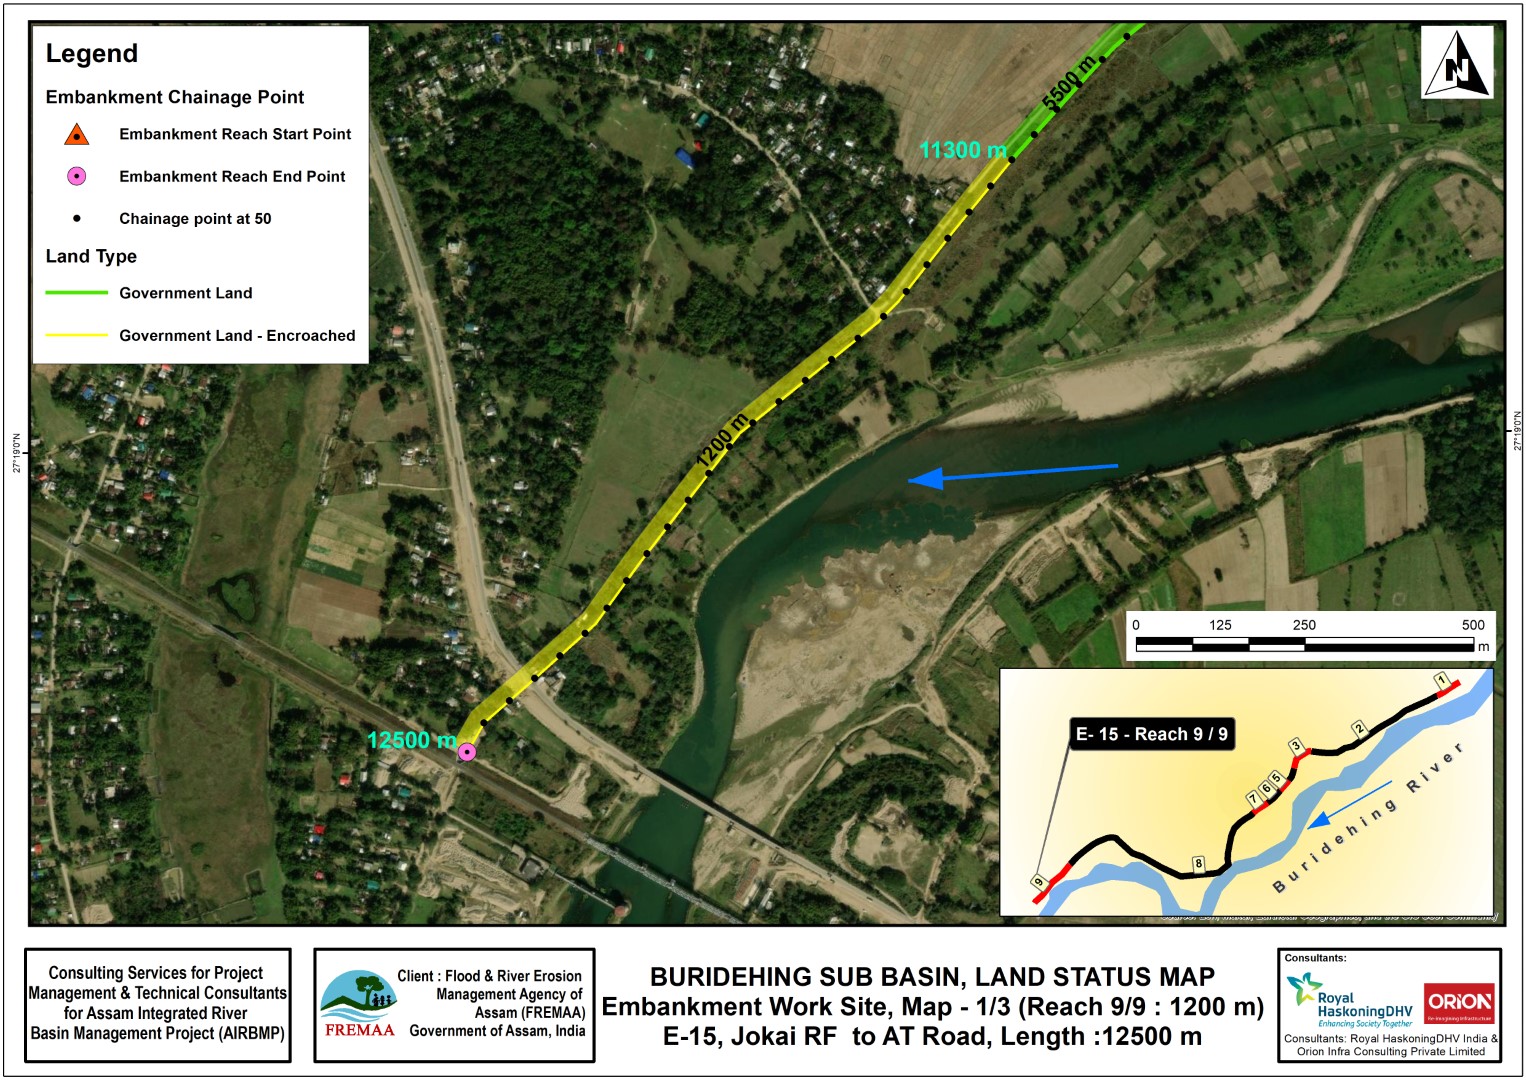 Legend
Embankment Chainage Point
Embankment Reach Start Point
Embankment Reach End Point
Chainage point at 50
Land Type
Government Land
Government Land - Encroached
N
5500 m
11300 m
1200 m
12500 m
27°19'0"N
27°19'0"N
0 125 250 500
m
E- 15 - Reach 9 / 9
1
2
3
5
6
7
8
9
Buridehing River
Consulting Services for Project
Management & Technical Consultants
for Assam Integrated River
Basin Management Project (AIRBMP)
FREMAA
Client : Flood & River Erosion
Management Agency of
Assam (FREMAA)
Government of Assam, India
BURIDEHING SUB BASIN, LAND STATUS MAP
Embankment Work Site, Map - 1/3 (Reach 9/9 : 1200 m)
E-15, Jokai RF to AT Road, Length :12500 m
Consultants:
Royal
HaskoningDHV
Enhancing Society Together
ORION
Re-imagining infrastructure
Consultants: Royal HaskoningDHV India &
Orion Infra Consulting Private Limited